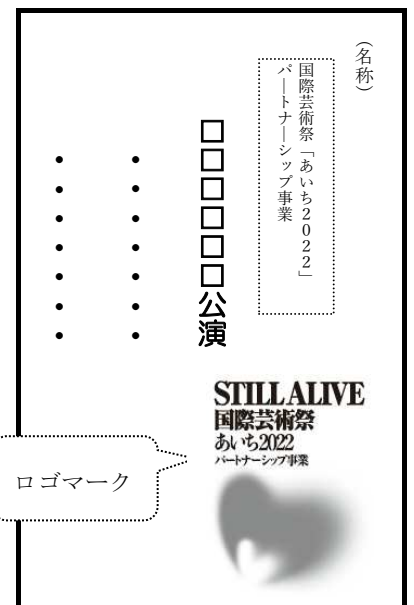 （名称）
国際芸術祭「あいち２０２２」
パートナーシップ事業
□□□□□□公演
・・・・・・・
・・・・・・・
STILL ALIVE
国際芸術祭
あいち2022
パートナーシップ事業
ロゴマーク